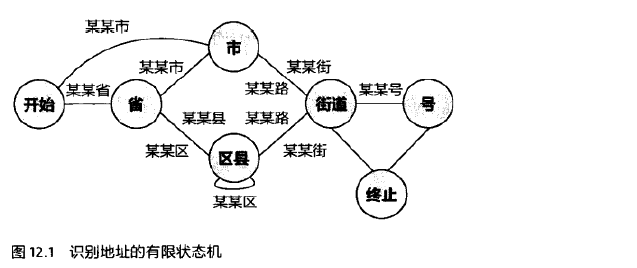 某某市
市
某某市
某某街
某某省
某某路
某某号
开始
省
街道
号
某某县
某某路
某某区
区县
某某街
某某区
终止
图 12.1 识别地址的有限状态机